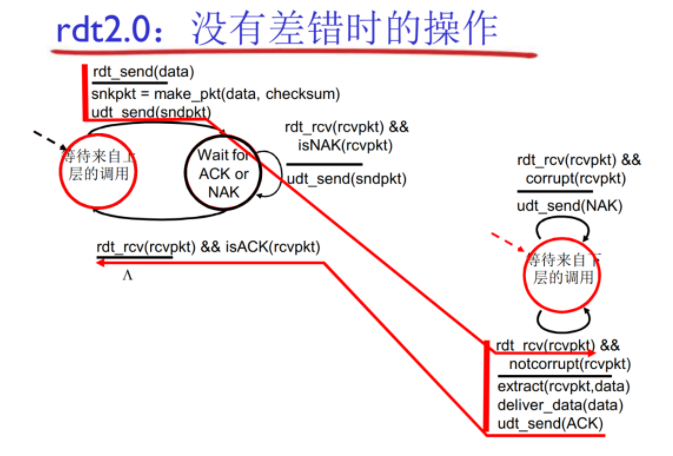 rdt2.0：没有差错时的操作
rdt_send(data)
snkpkt = make_pkt(data, checksum)
udt_send(sndpkt)
等待来自上
层的调用
Wait for
ACK or
NAK
rdt_rcv(rcvpkt) &&
isNAK(rcvpkt)
udt_send(sndpkt)
rdt_rcv(rcvpkt) && isACK(rcvpkt)
Λ
rdt_rcv(rcvpkt) &&
corrupt(rcvpkt)
udt_send(NAK)
等待来自下
层的调用
rdt_rcv(rcvpkt) &&
notcorrupt(rcvpkt)
extract(rcvpkt,data)
deliver_data(data)
udt_send(ACK)